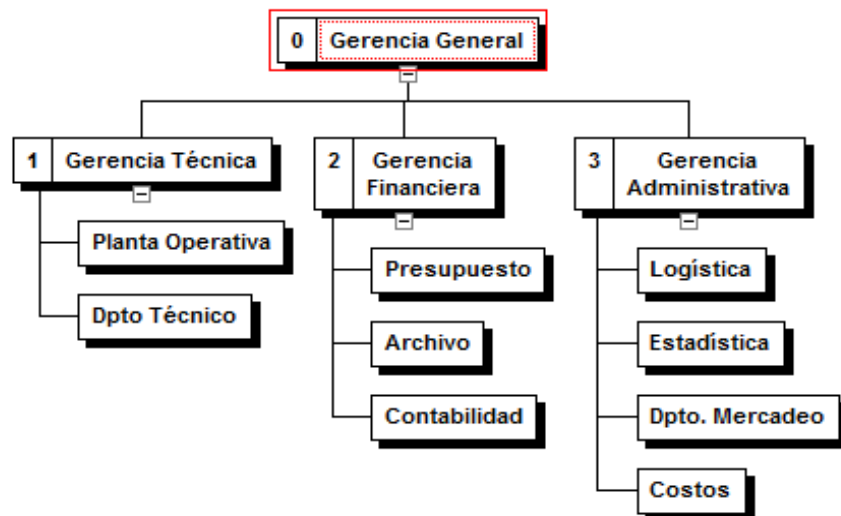 0 Gerencia General
1 Gerencia Técnica
Planta Operativa
Dpto Técnico
2 Gerencia
Financiera
Presupuesto
Archivo
Contabilidad
3 Gerencia
Administrativa
Logística
Estadística
Dpto. Mercadeo
Costos